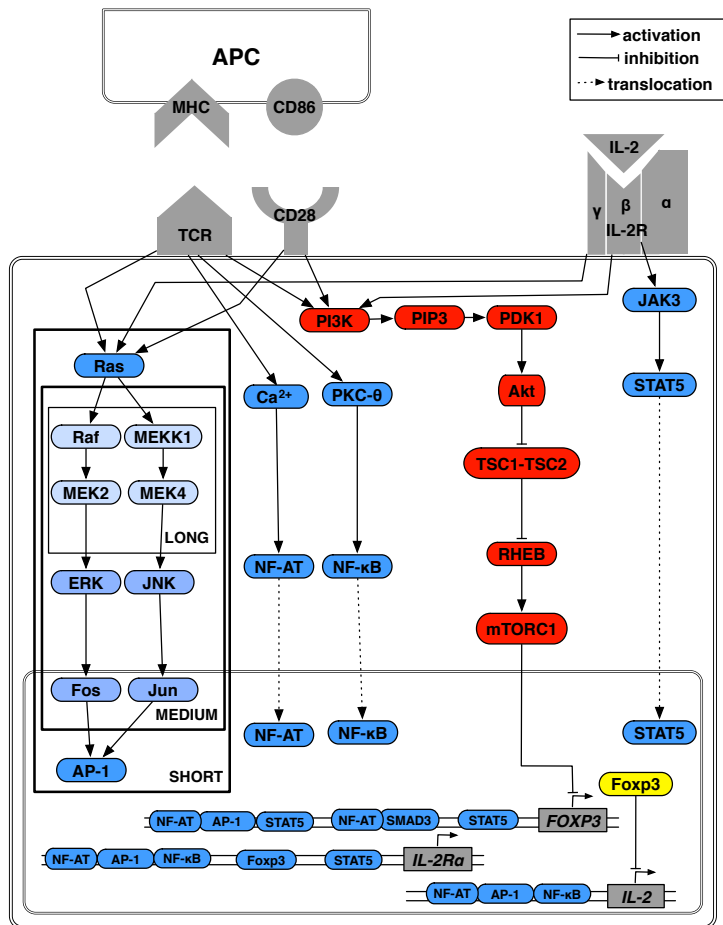 activation
inhibition
translocation
APC
MHC
CD86
IL-2
γ
β
α
IL-2R
TCR
CD28
JAK3
PI3K
PIP3
PDK1
Ras
Ca2+
PKC-θ
Akt
STAT5
Raf
MEKK1
TSC1-TSC2
MEK2
MEK4
LONG
NF-AT
NF-κB
RHEB
ERK
JNK
mTORC1
Fos
Jun
MEDIUM
NF-AT
NF-κB
STAT5
AP-1
SHORT
Foxp3
NF-AT AP-1 STAT5 NF-AT SMAD3 STAT5 FOXP3
NF-AT AP-1 NF-κB Foxp3 STAT5 IL-2Rα
NF-AT AP-1 NF-κB IL-2